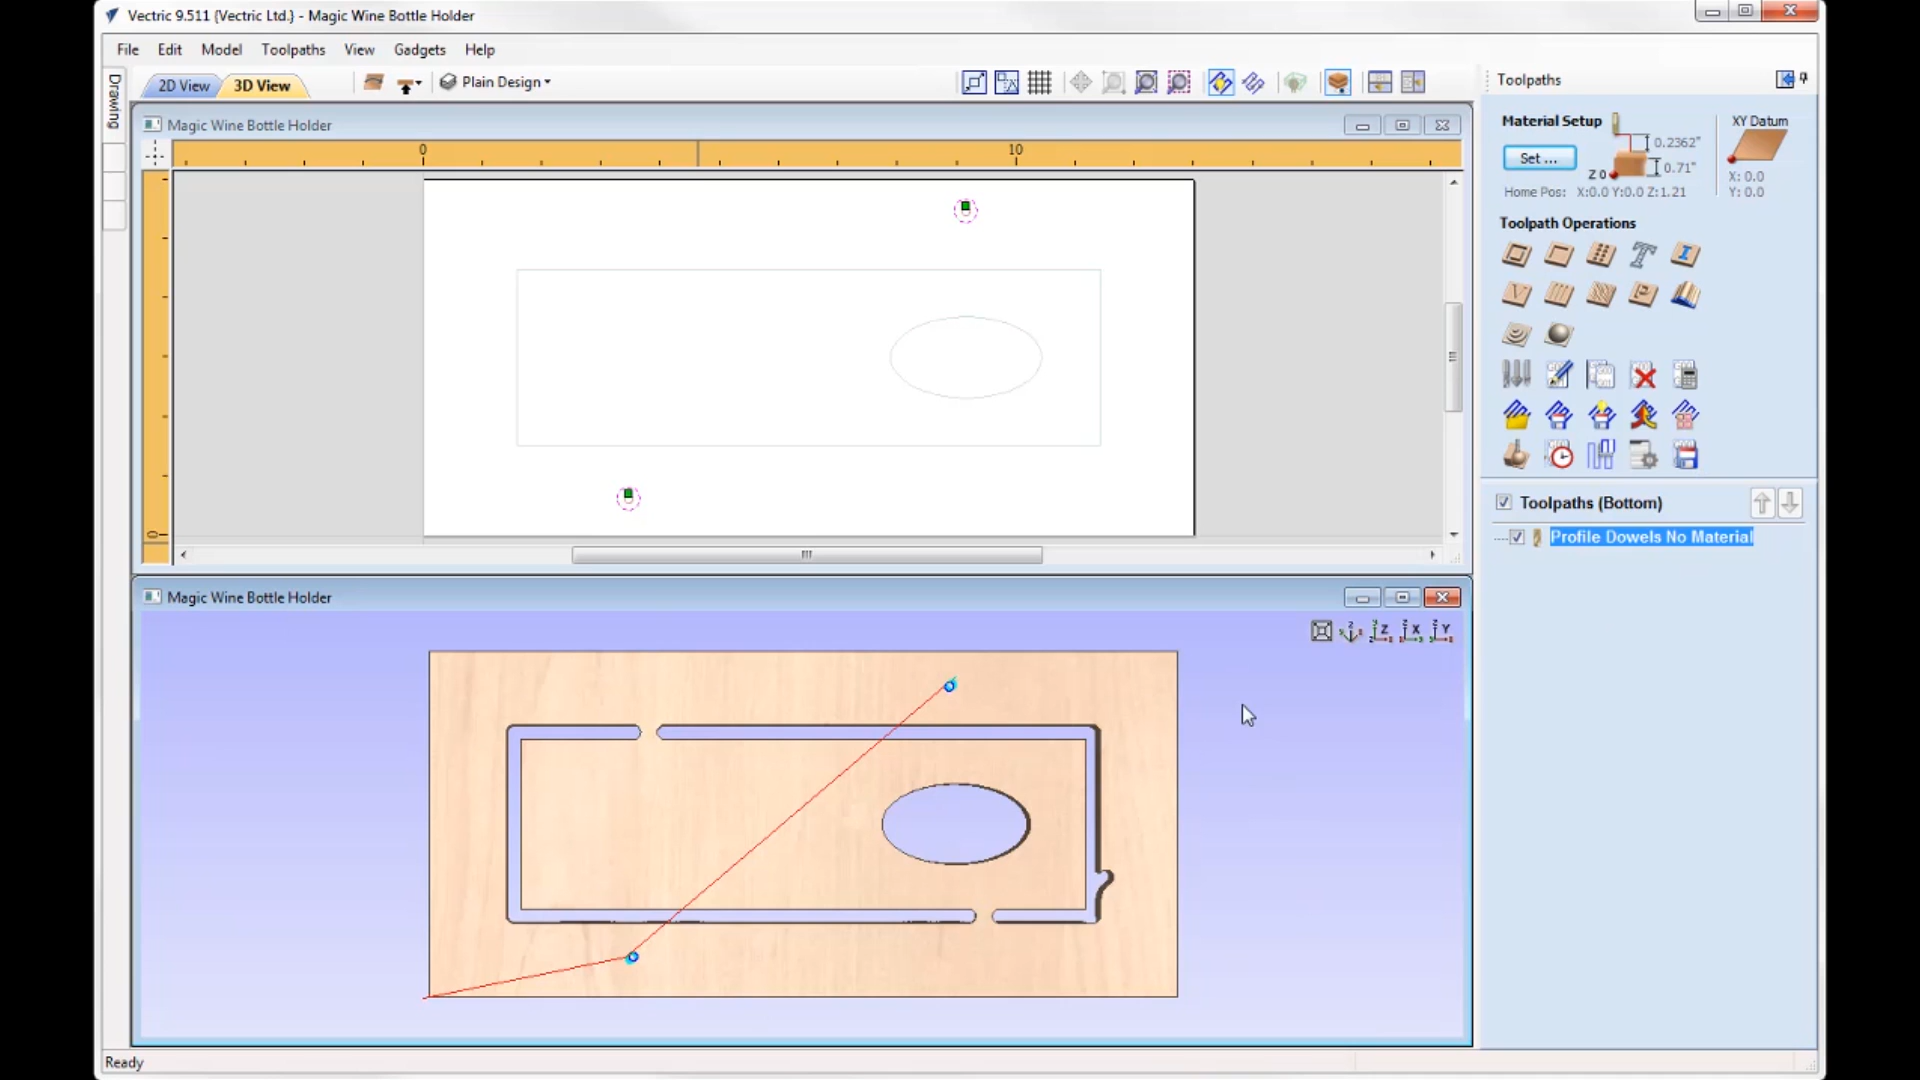 Vectric 9.511 {Vectric Ltd.} - Magic Wine Bottle Holder
File Edit Model Toolpaths View Gadgets Help
Drawing
2D View 3D View Plain Design
Toolpaths
Magic Wine Bottle Holder
0 10
0
Material Setup
Set ...
0.2362"
Z 0
0.71"
XY Datum
X: 0.0
Y: 0.0
Home Pos: X:0.0 Y:0.0 Z:1.21
Toolpath Operations
Toolpaths (Bottom)
Profile Dowels No Material
Magic Wine Bottle Holder
Ready